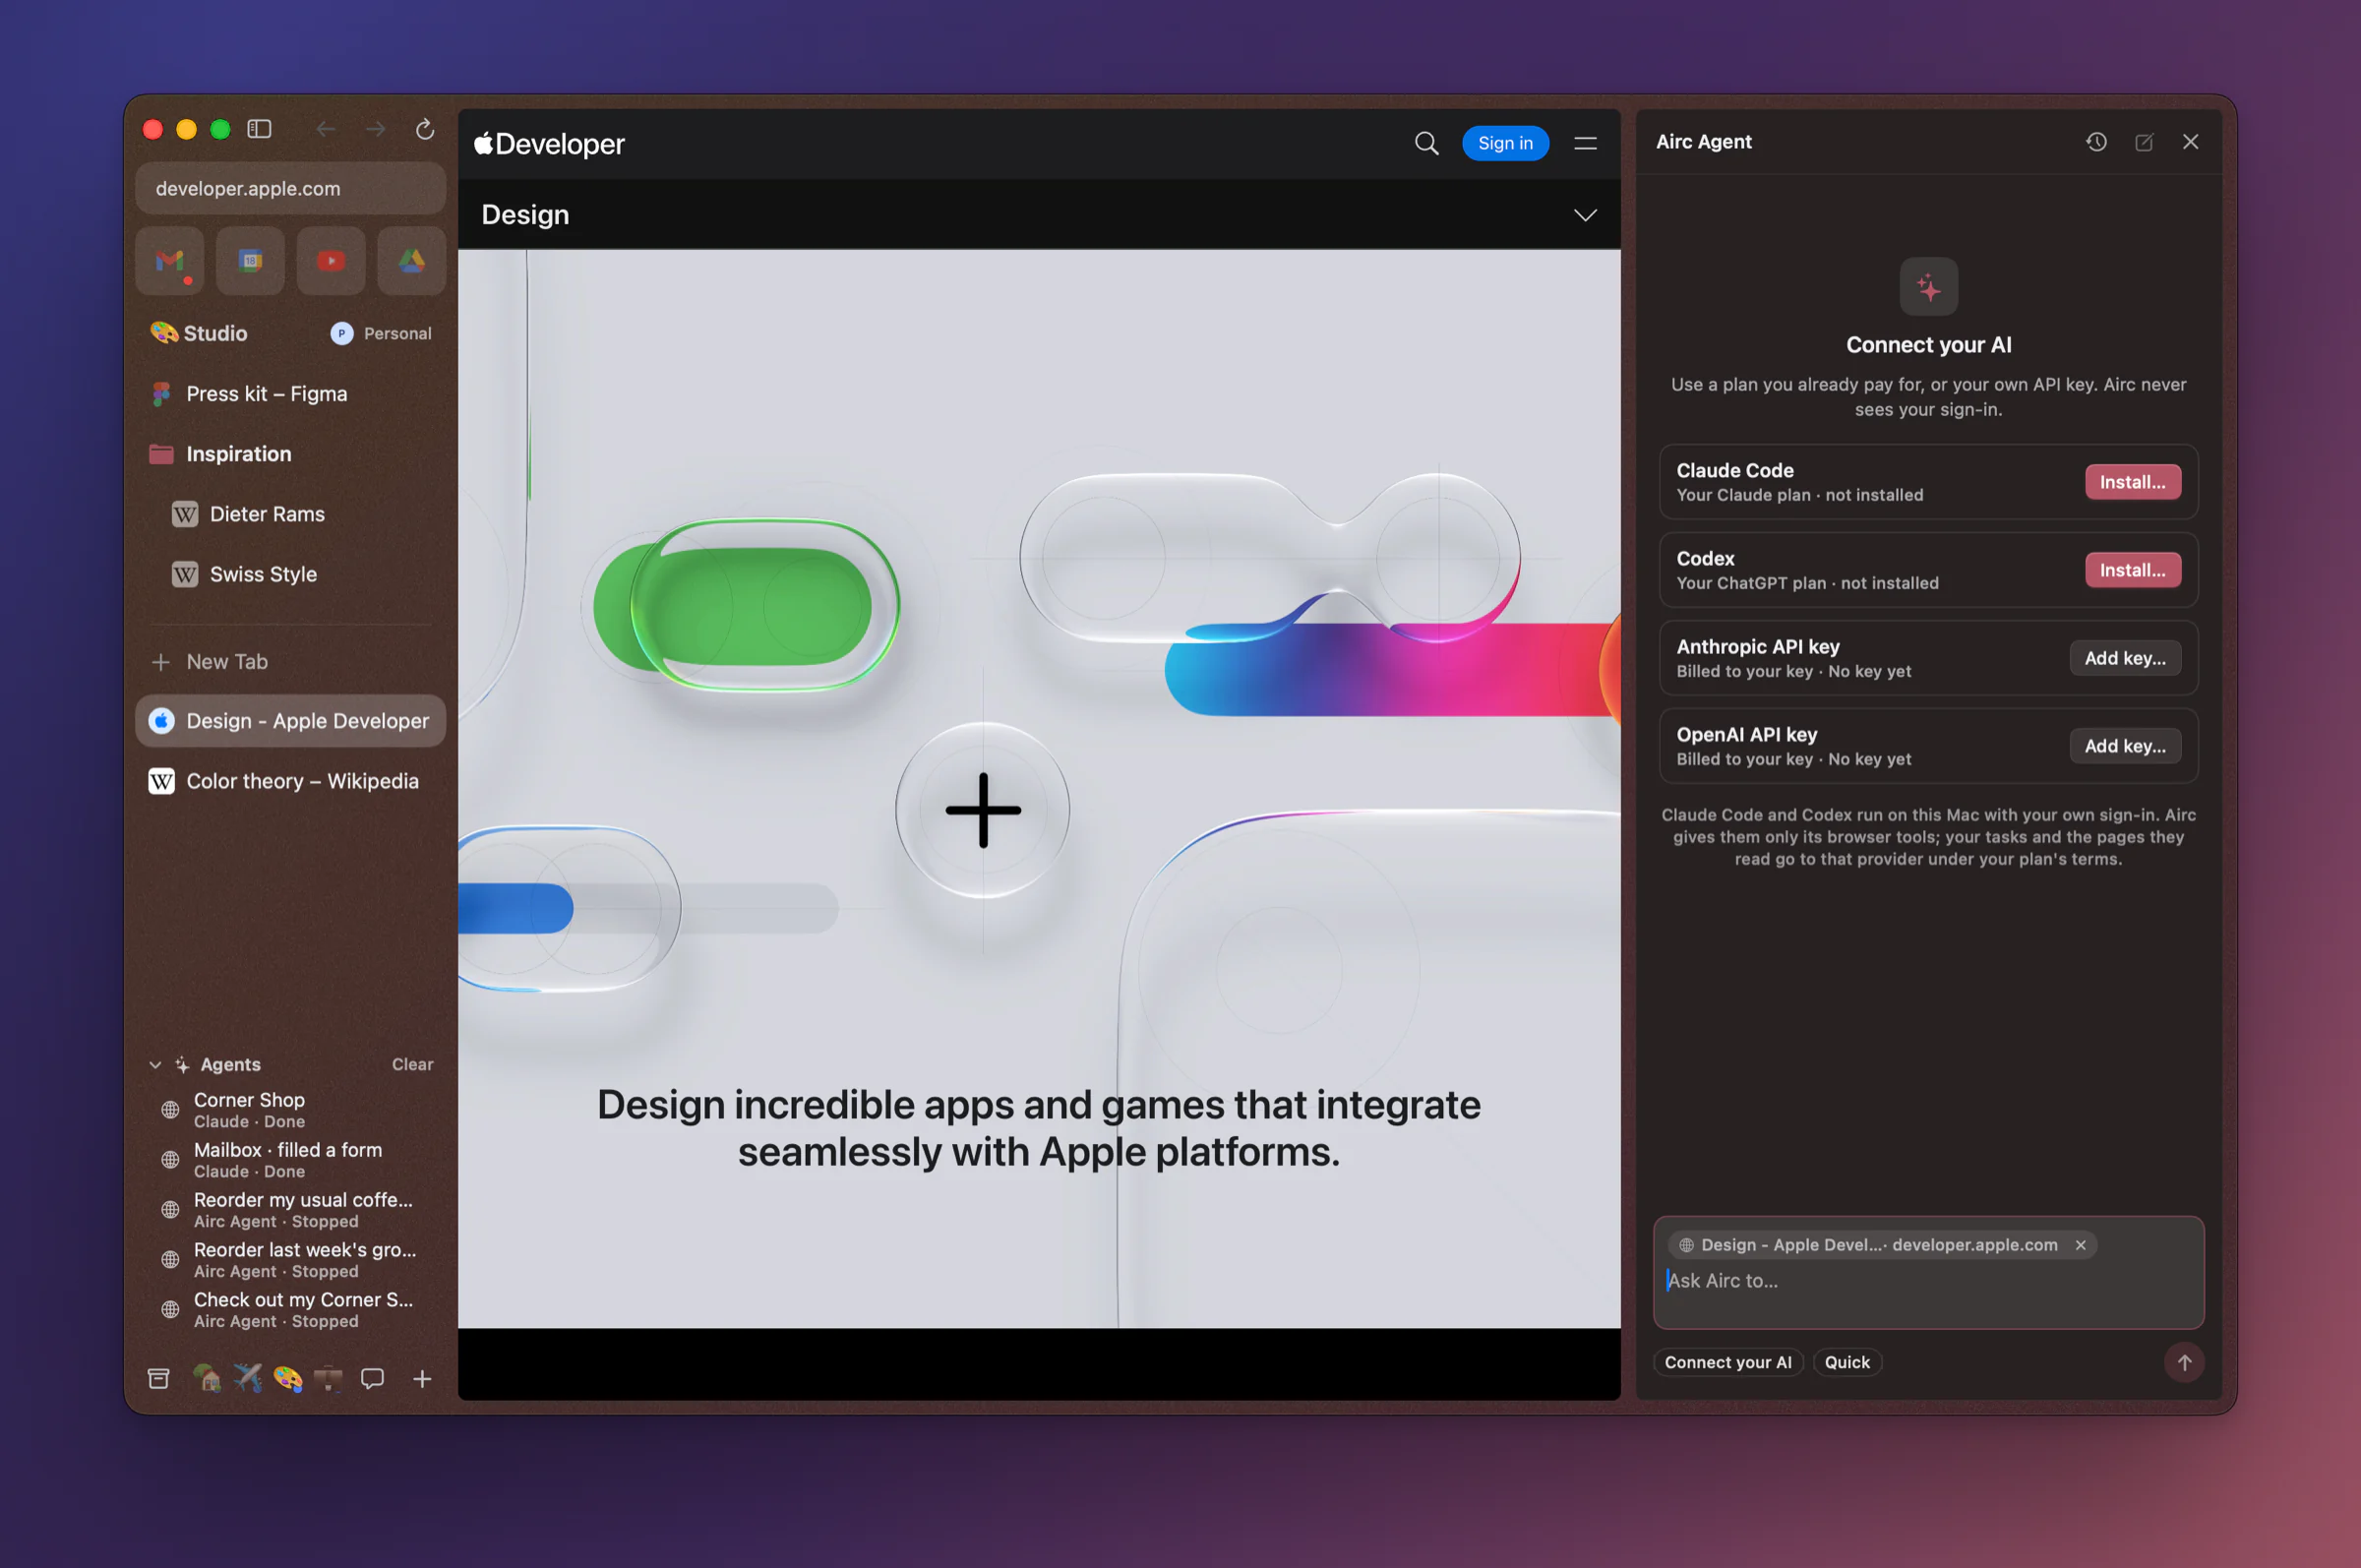 developer.apple.com
18
Studio
P Personal
Press kit – Figma
Inspiration
W Dieter Rams
W Swiss Style
New Tab
Design - Apple Developer
W Color theory – Wikipedia
Agents Clear
Corner Shop
Claude · Done
Mailbox · filled a form
Claude · Done
Reorder my usual coffe...
Airc Agent · Stopped
Reorder last week's gro...
Airc Agent · Stopped
Check out my Corner S...
Airc Agent · Stopped
Developer
Sign in
Design
Design incredible apps and games that integrate
seamlessly with Apple platforms.
Airc Agent
Connect your AI
Use a plan you already pay for, or your own API key. Airc never
sees your sign-in.
Claude Code
Your Claude plan · not installed
Install...
Codex
Your ChatGPT plan · not installed
Install...
Anthropic API key
Billed to your key · No key yet
Add key...
OpenAI API key
Billed to your key · No key yet
Add key...
Claude Code and Codex run on this Mac with your own sign-in. Airc
gives them only its browser tools; your tasks and the pages they
read go to that provider under your plan's terms.
Design - Apple Devel...· developer.apple.com
Ask Airc to...
Connect your AI
Quick